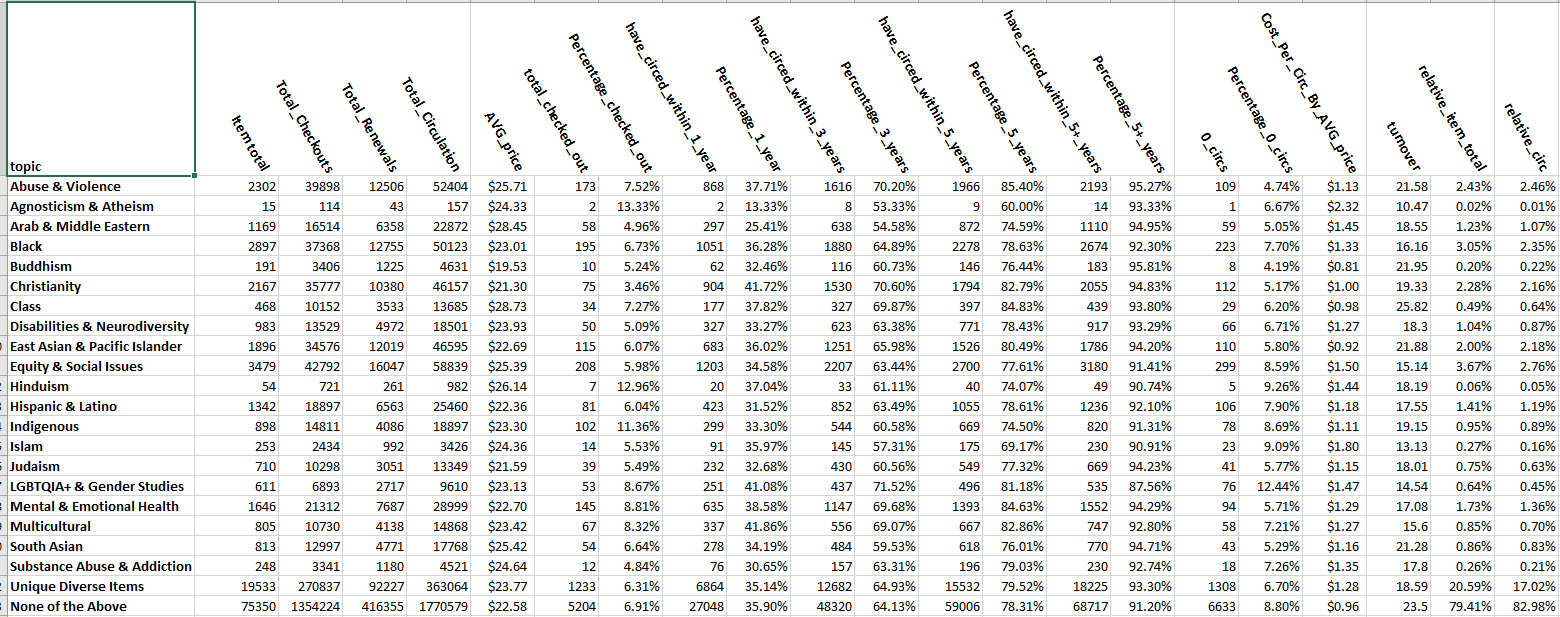 topic Itemtotal Total_Checkouts Total_Renewals Total_Circulation AVG_price total_checked_out Percentage_checked_out have_circed_within_1_year Percentage_1_year have_circed_within_3_years Percentage_3_years have_circed_within_5_years Percentage_5_years have_circed_within_5+_years Percentage_5+_years 0_circs Percentage_0_circs Cost_Per_Circ_By_AVG_price turnover relative_item_total relative_circ
Abuse & Violence 2302 39898 12506 52404 $25.71 173 7.52% 868 37.71% 1616 70.20% 1966 85.40% 2193 95.27% 109 4.74% $1.13 21.58 2.43% 2.46%
Agnosticism & Atheism 15 114 43 157 $24.33 2 13.33% 2 13.33% 8 53.33% 9 60.00% 14 93.33% 1 6.67% $2.32 10.47 0.02% 0.01%
Arab & Middle Eastern 1169 16514 6358 22872 $28.45 58 4.96% 297 25.41% 638 54.58% 872 74.59% 1110 94.95% 59 5.05% $1.45 18.55 1.23% 1.07%
Black 2897 37368 12755 50123 $23.01 195 6.73% 1051 36.28% 1880 64.89% 2278 78.63% 2674 92.30% 223 7.70% $1.33 16.16 3.05% 2.35%
Buddhism 191 3406 1225 4631 $19.53 10 5.24% 62 32.46% 116 60.73% 146 76.44% 183 95.81% 8 4.19% $0.81 21.95 0.20% 0.22%
Christianity 2167 35777 10380 46157 $21.30 75 3.46% 904 41.72% 1530 70.60% 1794 82.79% 2055 94.83% 112 5.17% $1.00 19.33 2.28% 2.16%
Class 468 10152 3533 13685 $28.73 34 7.27% 177 37.82% 327 69.87% 397 84.83% 439 93.80% 29 6.20% $0.98 25.82 0.49% 0.64%
Disabilities & Neurodiversity 983 13529 4972 18501 $23.93 50 5.09% 327 33.27% 623 63.38% 771 78.43% 917 93.29% 66 6.71% $1.27 18.3 1.04% 0.87%
East Asian & Pacific Islander 1896 34576 12019 46595 $22.69 115 6.07% 683 36.02% 1251 65.98% 1526 80.49% 1786 94.20% 110 5.80% $0.92 21.88 2.00% 2.18%
Equity & Social Issues 3479 42792 16047 58839 $25.39 208 5.98% 1203 34.58% 2207 63.44% 2700 77.61% 3180 91.41% 299 8.59% $1.50 15.14 3.67% 2.76%
Hinduism 54 721 261 982 $26.14 7 12.96% 20 37.04% 33 61.11% 40 74.07% 49 90.74% 5 9.26% $1.44 18.19 0.06% 0.05%
Hispanic & Latino 1342 18897 6563 25460 $22.36 81 6.04% 423 31.52% 852 63.49% 1055 78.61% 1236 92.10% 106 7.90% $1.18 17.55 1.41% 1.19%
Indigenous 898 14811 4086 18897 $23.30 102 11.36% 299 33.30% 544 60.58% 669 74.50% 820 91.31% 78 8.69% $1.11 19.15 0.95% 0.89%
Islam 253 2434 992 3426 $24.36 14 5.53% 91 35.97% 145 57.31% 175 69.17% 230 90.91% 23 9.09% $1.80 13.13 0.27% 0.16%
Judaism 710 10298 3051 13349 $21.59 39 5.49% 232 32.68% 430 60.56% 549 77.32% 669 94.23% 41 5.77% $1.15 18.01 0.75% 0.63%
LGBTQIA+ & Gender Studies 611 6893 2717 9610 $23.13 53 8.67% 251 41.08% 437 71.52% 496 81.18% 535 87.56% 76 12.44% $1.47 14.54 0.64% 0.45%
Mental & Emotional Health 1646 21312 7687 28999 $22.70 145 8.81% 635 38.58% 1147 69.68% 1393 84.63% 1552 94.29% 94 5.71% $1.29 17.08 1.73% 1.36%
Multicultural 805 10730 4138 14868 $23.42 67 8.32% 337 41.86% 556 69.07% 667 82.86% 747 92.80% 58 7.21% $1.27 15.6 0.85% 0.70%
South Asian 813 12997 4771 17768 $25.42 54 6.64% 278 34.19% 484 59.53% 618 76.01% 770 94.71% 43 5.29% $1.16 21.28 0.86% 0.83%
Substance Abuse & Addiction 248 3341 1180 4521 $24.64 12 4.84% 76 30.65% 157 63.31% 196 79.03% 230 92.74% 18 7.26% $1.35 17.8 0.26% 0.21%
Unique Diverse Items 19533 270837 92227 363064 $23.77 1233 6.31% 6864 35.14% 12682 64.93% 15532 79.52% 18225 93.30% 1308 6.70% $1.28 18.59 20.59% 17.02%
None of the Above 75350 1354224 416355 1770579 $22.58 5204 6.91% 27048 35.90% 48320 64.13% 59006 78.31% 68717 91.20% 6633 8.80% $0.96 23.5 79.41% 82.98%